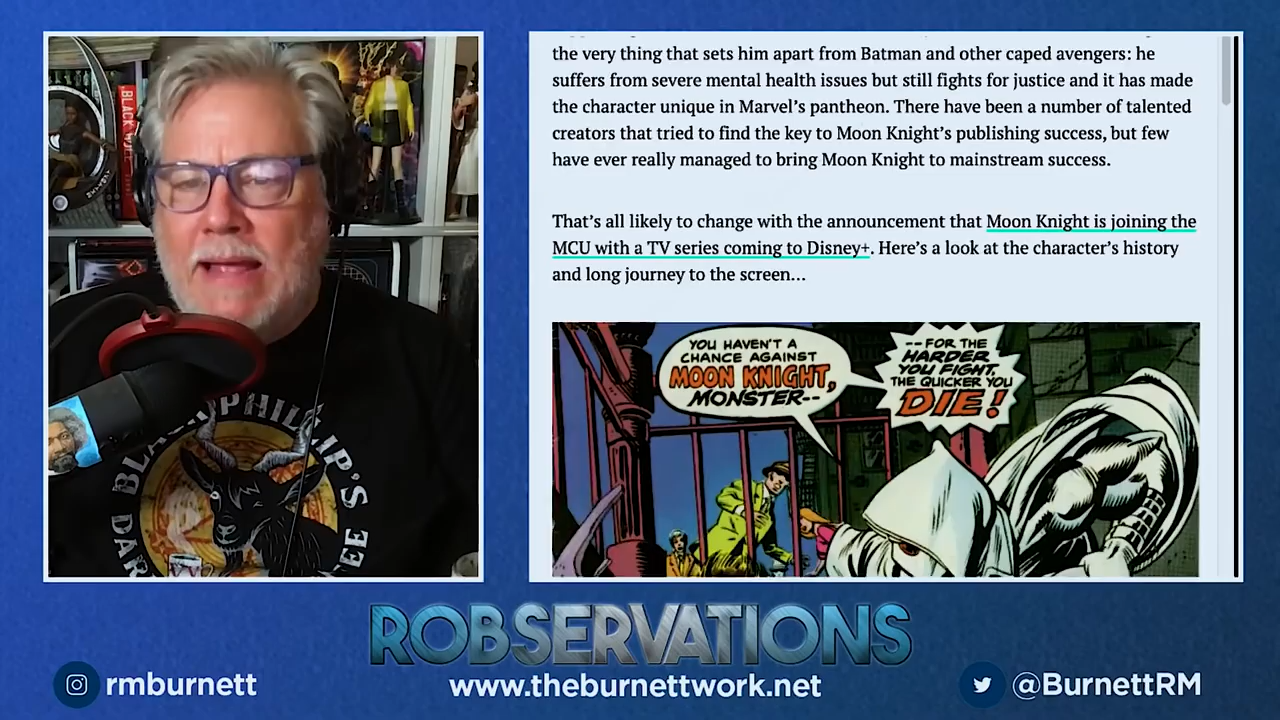 the very thing that sets him apart from Batman and other caped avengers: he
suffers from severe mental health issues but still fights for justice and it has made
the character unique in Marvel's pantheon. There have been a number of talented
creators that tried to find the key to Moon Knight's publishing success, but few
have ever really managed to bring Moon Knight to mainstream success.
That's all likely to change with the announcement that Moon Knight is joining the
MCU with a TV series coming to Disney+. Here's a look at the character's history
and long journey to the screen...
YOU HAVEN'T A
CHANCE AGAINST
MOON KNIGHT,
MONSTER--
--FOR THE
HARDER
YOU FIGHT,
THE QUICKER YOU
DIE!
BLACK
ROBSERVATIONS
rmburnett
www.theburnettwork.net
@BurnettRM